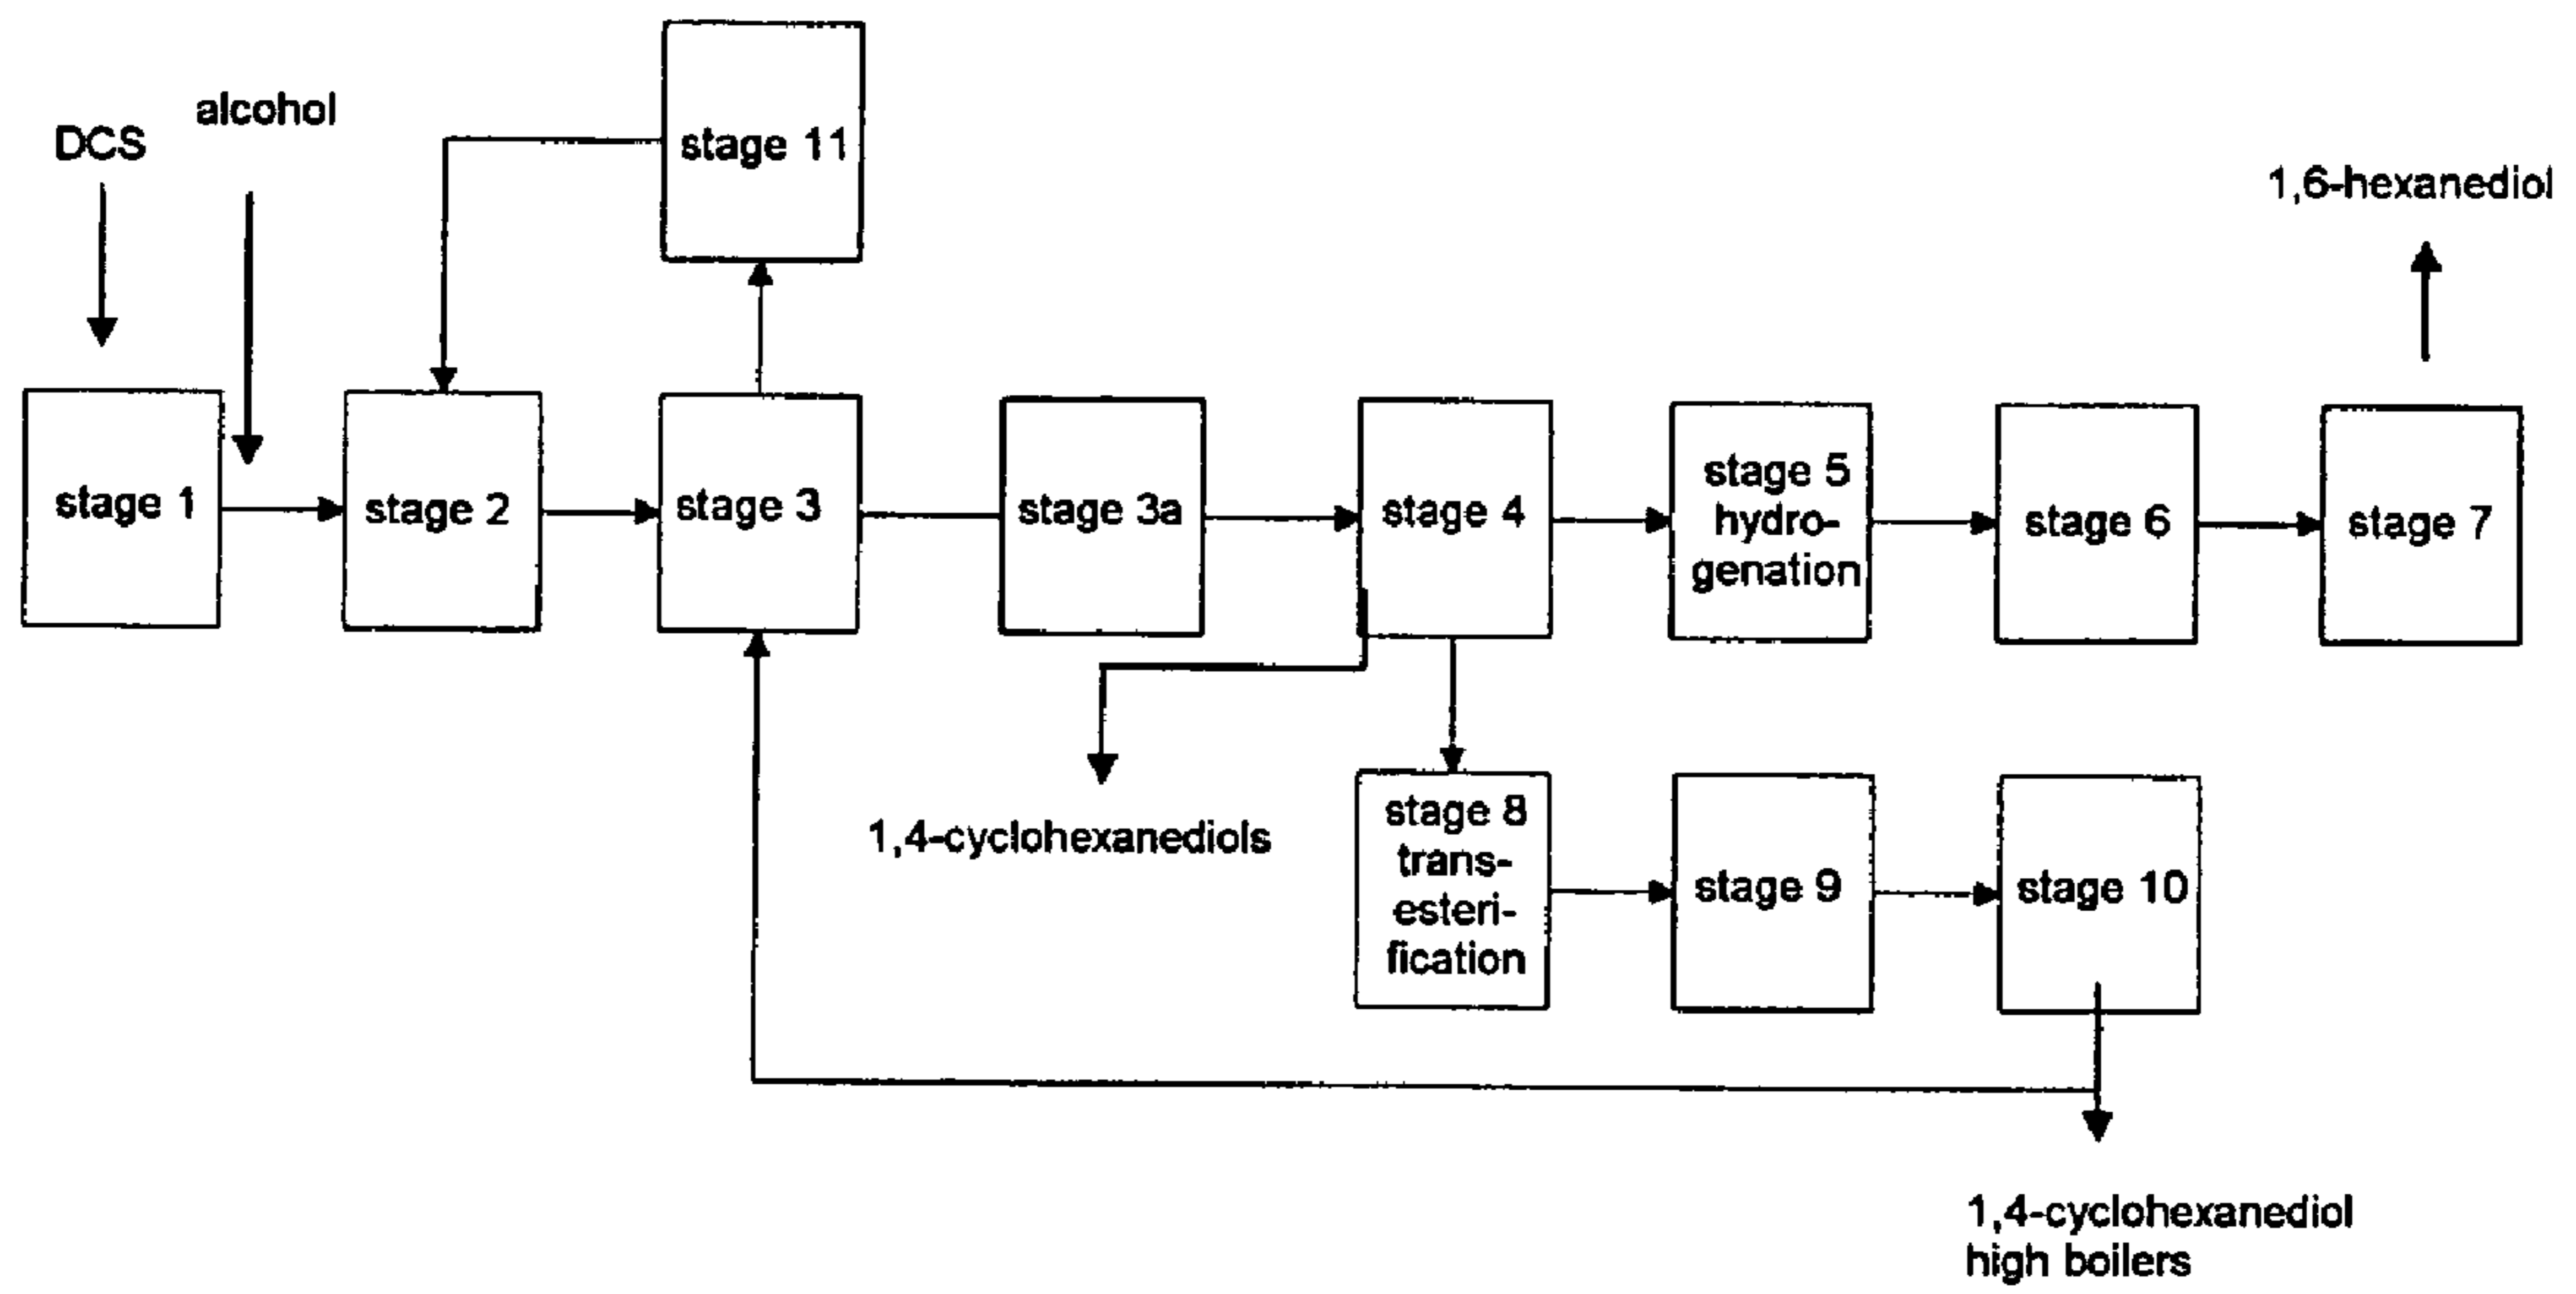 DCS
alcohol
stage 11
1,6-hexanediol
stage 1
stage 2
stage 3
stage 3a
stage 4
stage 5
hydro-
genation
stage 6
stage 7
1,4-cyclohexanediols
stage 8
trans-
esteri-
fication
stage 9
stage 10
1,4-cyclohexanediol
high boilers